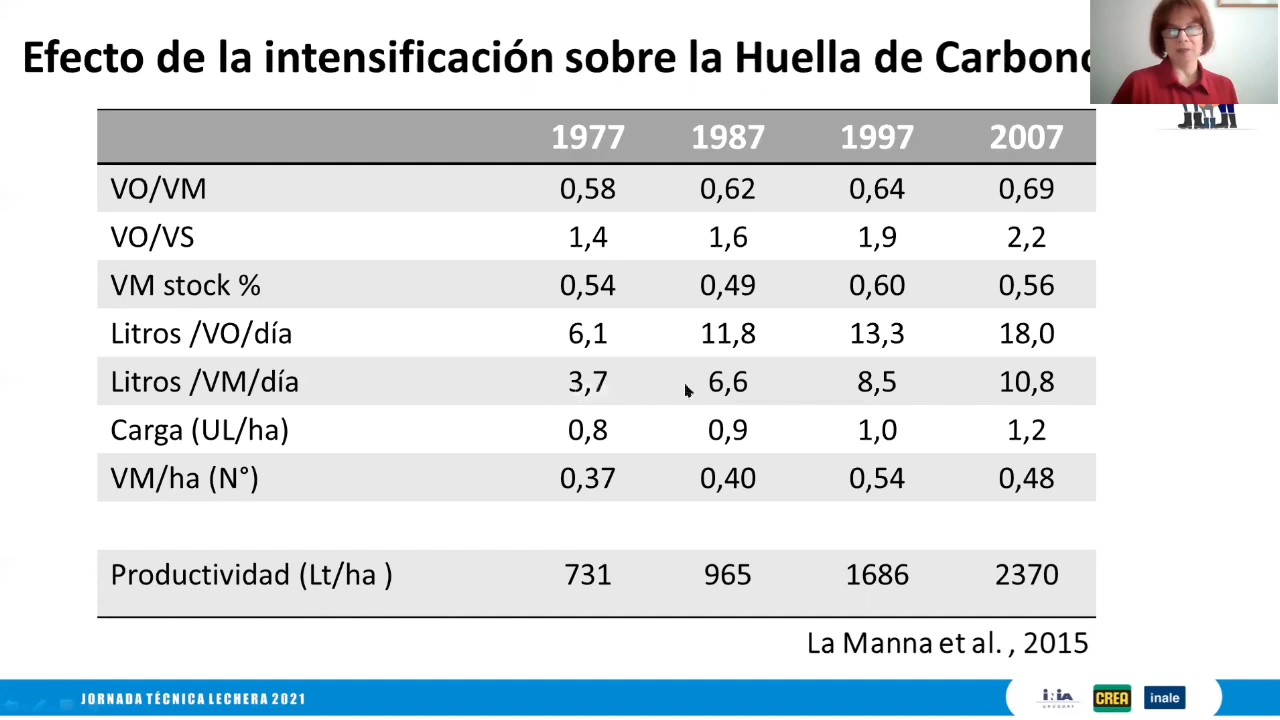 Efecto de la intensificación sobre la Huella de Carbono
1977 1987 1997 2007
VO/VM 0,58 0,62 0,64 0,69
VO/VS 1,4 1,6 1,9 2,2
VM stock % 0,54 0,49 0,60 0,56
Litros /VO/día 6,1 11,8 13,3 18,0
Litros /VM/día 3,7 6,6 8,5 10,8
Carga (UL/ha) 0,8 0,9 1,0 1,2
VM/ha (N°) 0,37 0,40 0,54 0,48
Productividad (Lt/ha ) 731 965 1686 2370
La Manna et al. , 2015
JORNADA TÉCNICA LECHERA 2021
inia URUGUAY CREA inale